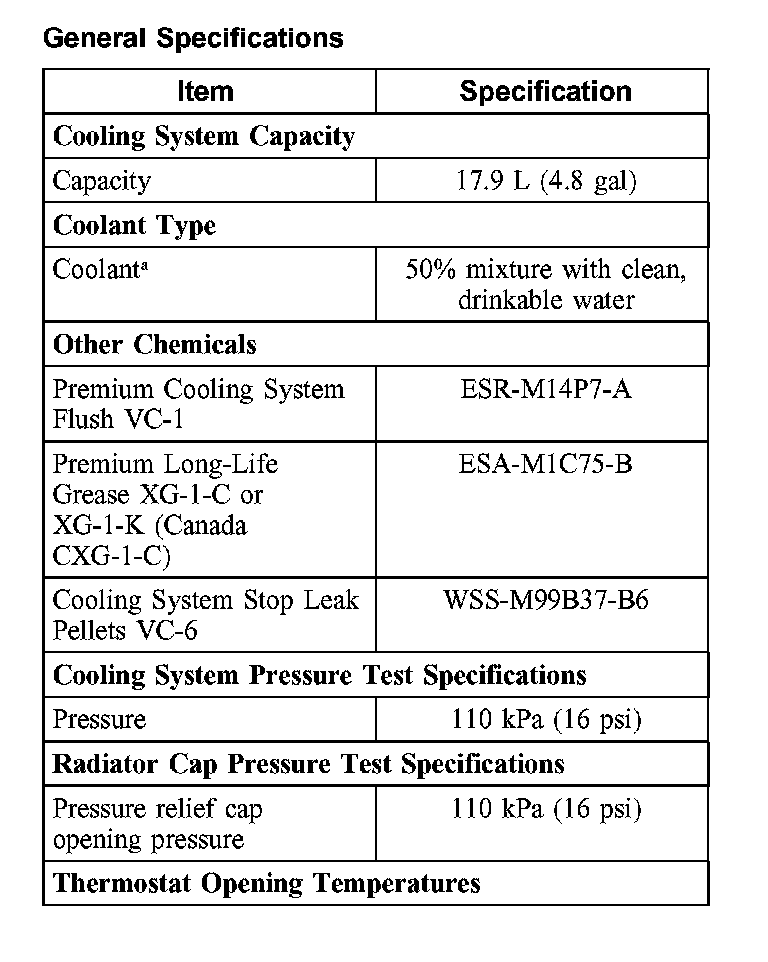 General Specifications
Item Specification
Cooling System Capacity
Capacity 17.9 L (4.8 gal)
Coolant Type
Coolantᵃ 50% mixture with clean,
drinkable water
Other Chemicals
Premium Cooling System ESR-M14P7-A
Flush VC-1
Premium Long-Life ESA-M1C75-B
Grease XG-1-C or
XG-1-K (Canada
CXG-1-C)
Cooling System Stop Leak WSS-M99B37-B6
Pellets VC-6
Cooling System Pressure Test Specifications
Pressure 110 kPa (16 psi)
Radiator Cap Pressure Test Specifications
Pressure relief cap 110 kPa (16 psi)
opening pressure
Thermostat Opening Temperatures